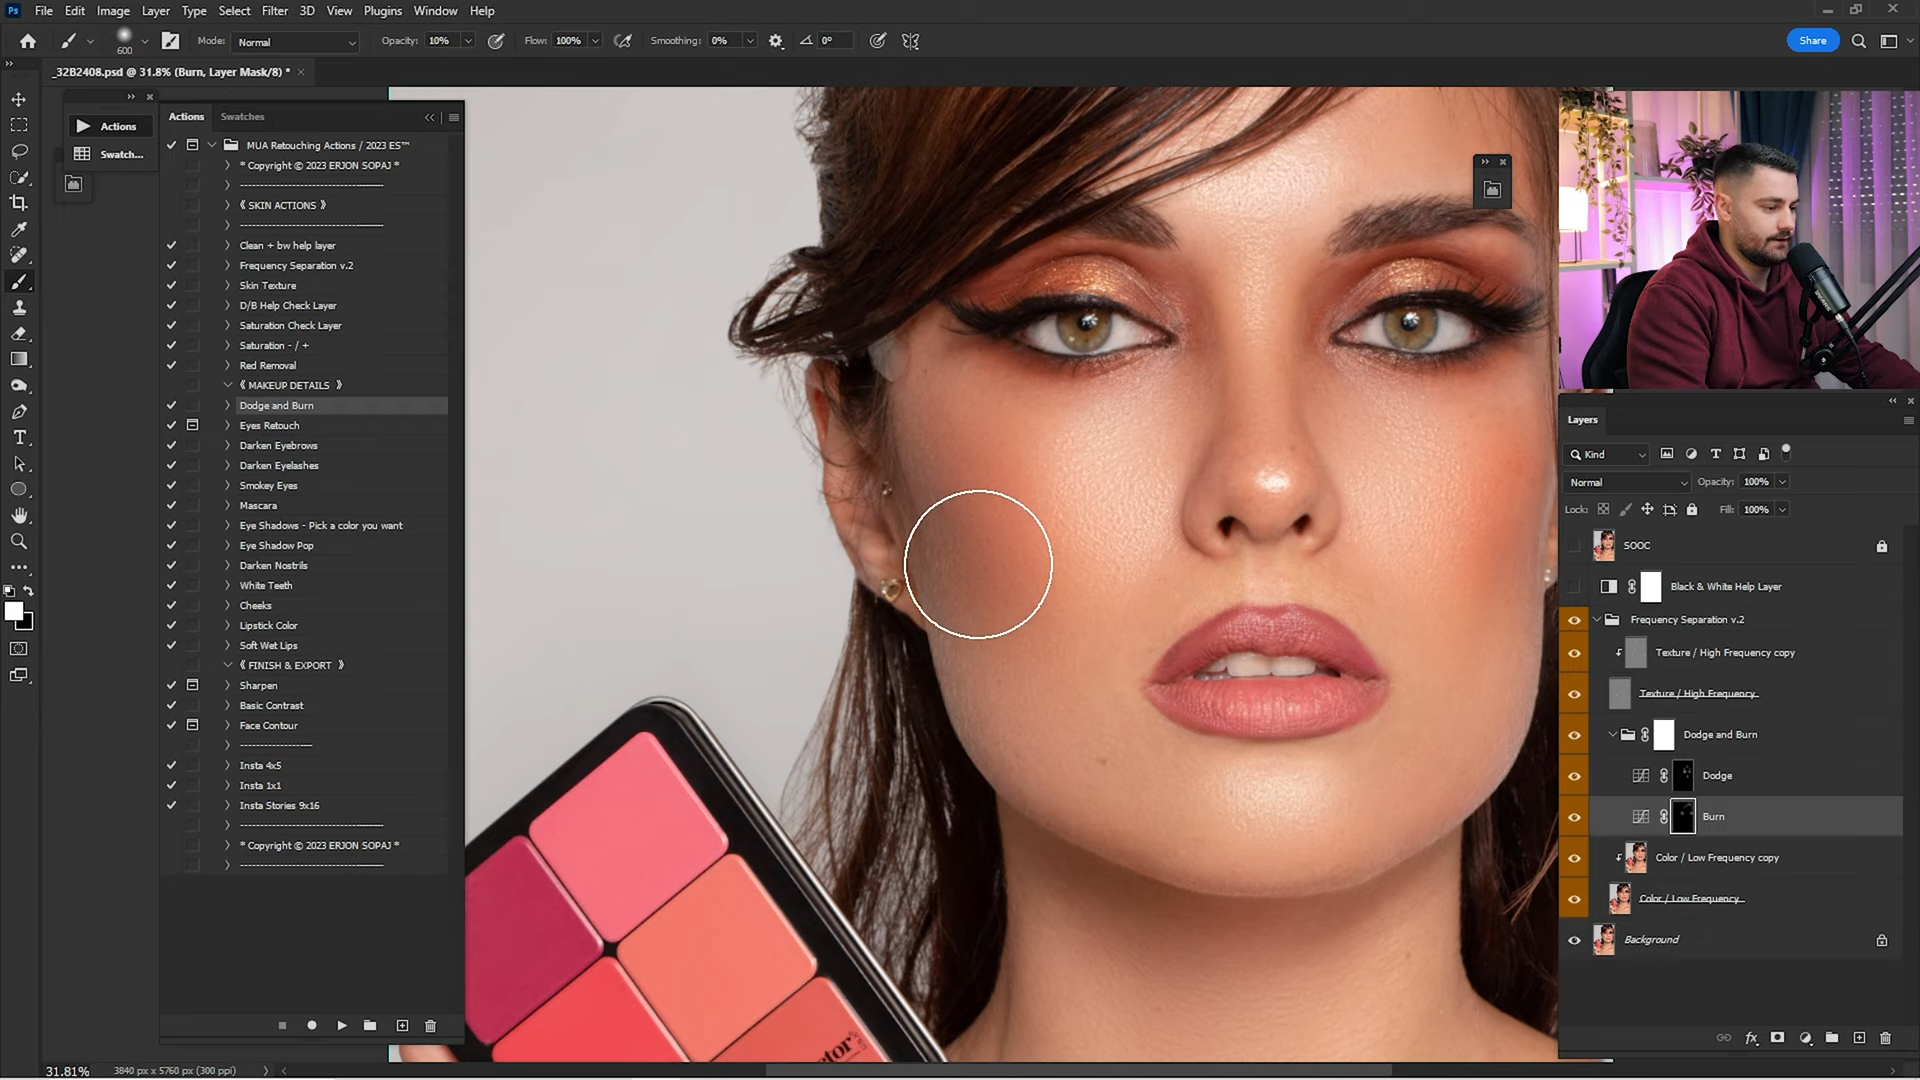 Ps File Edit Image Layer Type Select Filter 3D View Plugins Window Help
600 Mode: Normal Opacity: 10% Flow: 100% Smoothing: 0% 0° Share
_32B2408.psd @ 31.8% (Burn, Layer Mask/8) *
Actions
Swatch...
Actions Swatches
MUA Retouching Actions / 2023 ES™
* Copyright © 2023 ERJON SOPAJ *
------------------------------------
《 SKIN ACTIONS 》
------------------------------------
Clean + bw help layer
Frequency Separation v.2
Skin Texture
D/B Help Check Layer
Saturation Check Layer
Saturation - / +
Red Removal
《 MAKEUP DETAILS 》
Dodge and Burn
Eyes Retouch
Darken Eyebrows
Darken Eyelashes
Smokey Eyes
Mascara
Eye Shadows - Pick a color you want
Eye Shadow Pop
Darken Nostrils
White Teeth
Cheeks
Lipstick Color
Soft Wet Lips
《 FINISH & EXPORT 》
Sharpen
Basic Contrast
Face Contour
------------------
Insta 4x5
Insta 1x1
Insta Stories 9x16
------------------------------------
* Copyright © 2023 ERJON SOPAJ *
------------------------------------
Layers
Kind
Normal Opacity: 100%
Lock: Fill: 100%
SOOC
Black & White Help Layer
Frequency Separation v.2
Texture / High Frequency copy
Texture / High Frequency
Dodge and Burn
Dodge
Burn
Color / Low Frequency copy
Color / Low Frequency
Background
31.81% 3840 px x 5760 px (300 ppi)